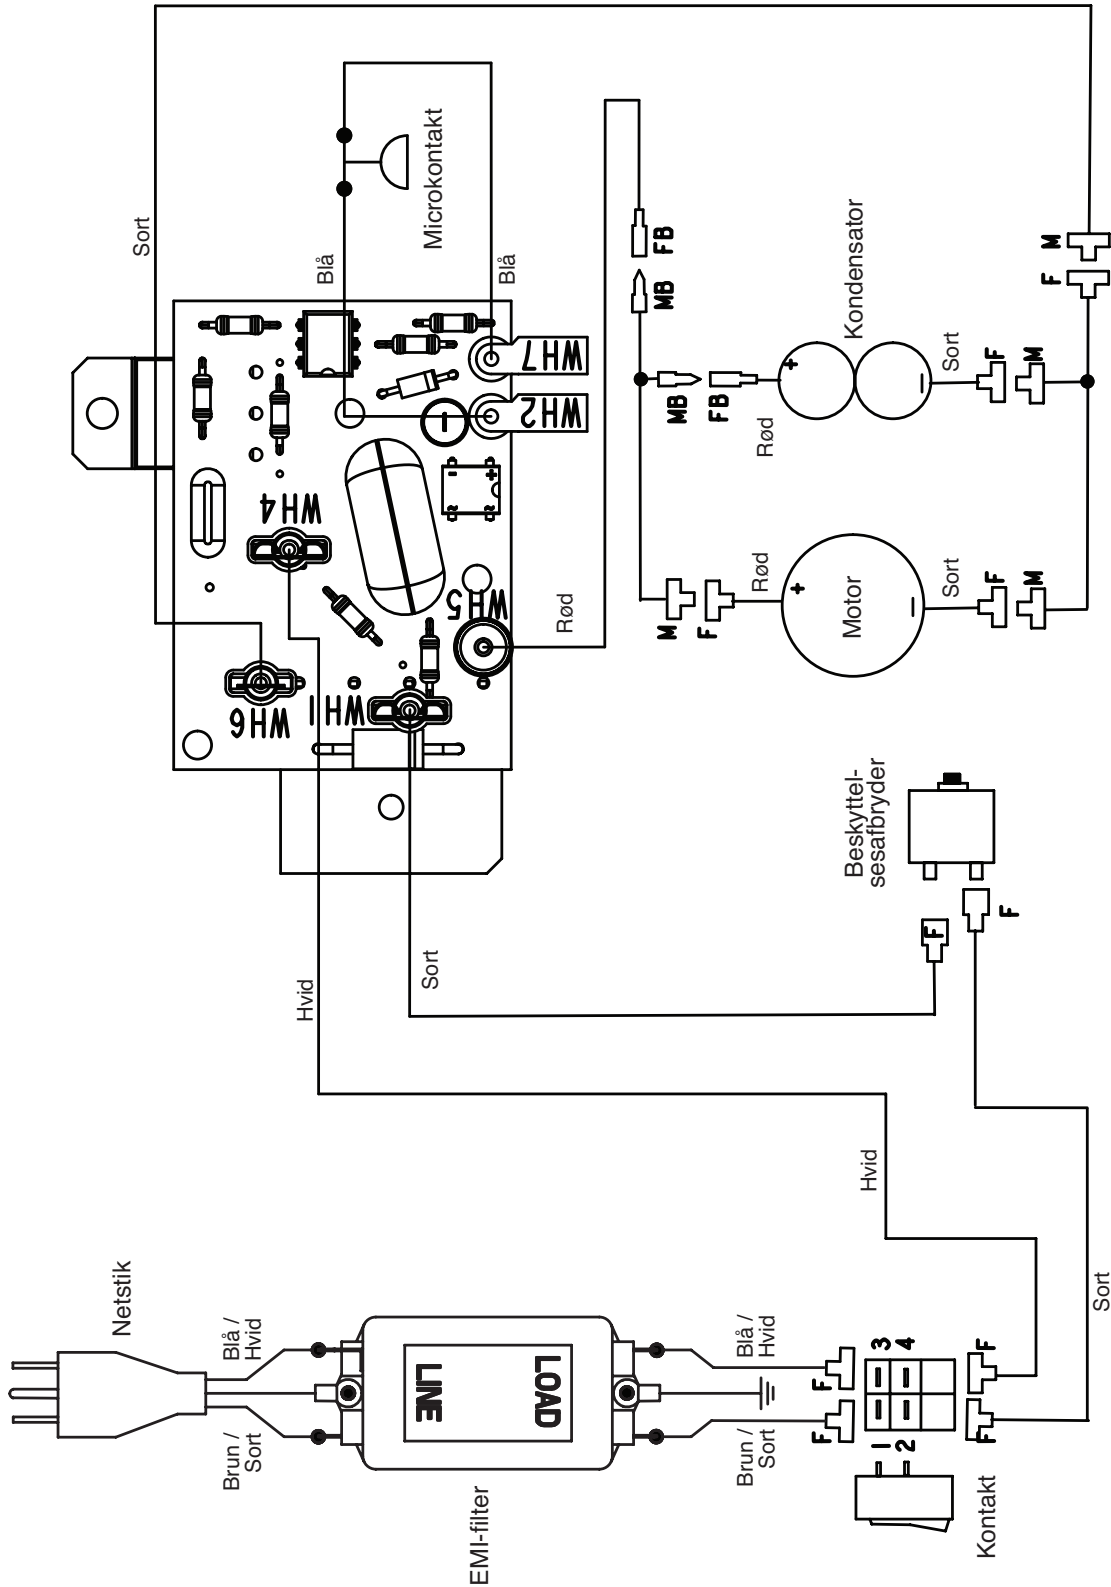 Sort
Microkontakt
Blå
Blå
WH7
WH2
WH4
WH5
WH6
WH1
- +
~ ~
Rød
FB
MB
MB
FB
Rød
Kondensator
+
−
Sort
F
M
F
M
M
F
Rød
+
Motor
−
Sort
F
M
Beskyttel-
sesafbryder
F
F
Sort
Hvid
Hvid
Sort
Netstik
Blå /
Hvid
Brun /
Sort
LINE
LOAD
EMI-filter
Blå /
Hvid
Brun /
Sort
F
F
3
4
1
2
F
F
Kontakt